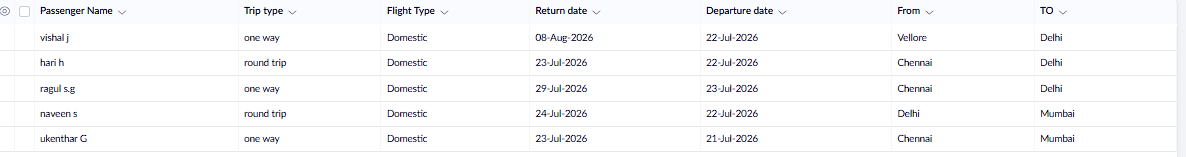 Passenger Name Trip type Flight Type Return date Departure date From TO
vishal j one way Domestic 08-Aug-2026 22-Jul-2026 Vellore Delhi
hari h round trip Domestic 23-Jul-2026 22-Jul-2026 Chennai Delhi
ragul s.g one way Domestic 29-Jul-2026 23-Jul-2026 Chennai Delhi
naveen s round trip Domestic 24-Jul-2026 22-Jul-2026 Delhi Mumbai
ukenthar G one way Domestic 23-Jul-2026 21-Jul-2026 Chennai Mumbai